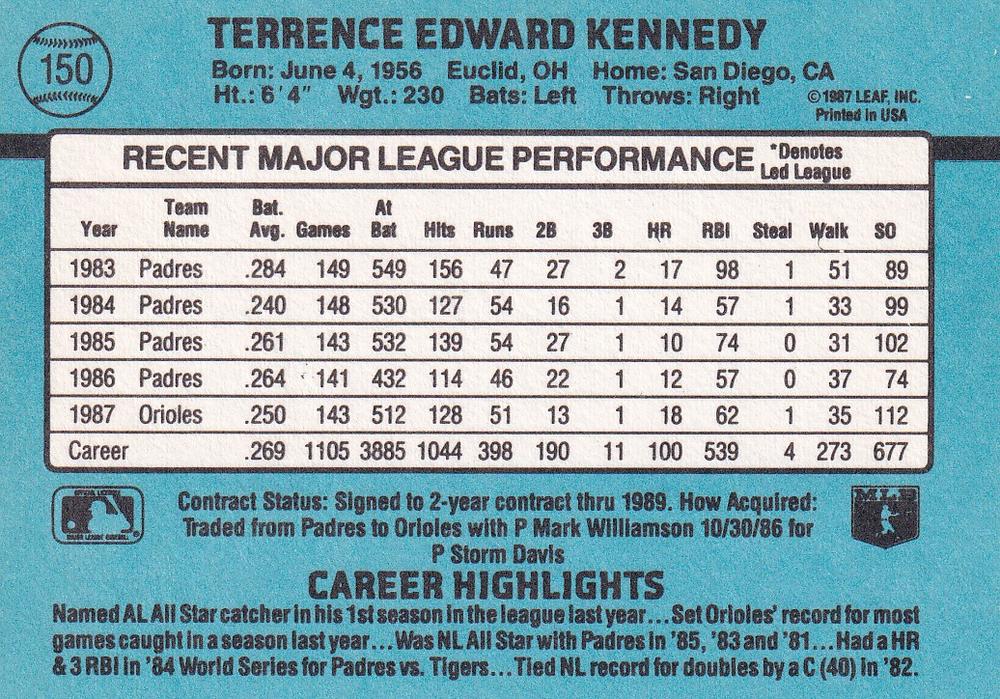 TERRENCE EDWARD KENNEDY
150
Born: June 4, 1956 Euclid, OH Home: San Diego, CA
Ht.: 6'4" Wgt.: 230 Bats: Left Throws: Right
©1987 LEAF, INC.
Printed in USA
RECENT MAJOR LEAGUE PERFORMANCE *Denotes Led League
Year Team Name Bat. Avg. Games At Bat Hits Runs 2B 3B HR RBI Steal Walk SO
1983 Padres .284 149 549 156 47 27 2 17 98 1 51 89
1984 Padres .240 148 530 127 54 16 1 14 57 1 33 99
1985 Padres .261 143 532 139 54 27 1 10 74 0 31 102
1986 Padres .264 141 432 114 46 22 1 12 57 0 37 74
1987 Orioles .250 143 512 128 51 13 1 18 62 1 35 112
Career .269 1105 3885 1044 398 190 11 100 539 4 273 677
Contract Status: Signed to 2-year contract thru 1989. How Acquired:
Traded from Padres to Orioles with P Mark Williamson 10/30/86 for
P Storm Davis
MLB
CAREER HIGHLIGHTS
Named AL All Star catcher in his 1st season in the league last year...Set Orioles' record for most
games caught in a season last year...Was NL All Star with Padres in '85, '83 and '81...Had a HR
& 3 RBI in '84 World Series for Padres vs. Tigers...Tied NL record for doubles by a C (40) in '82.